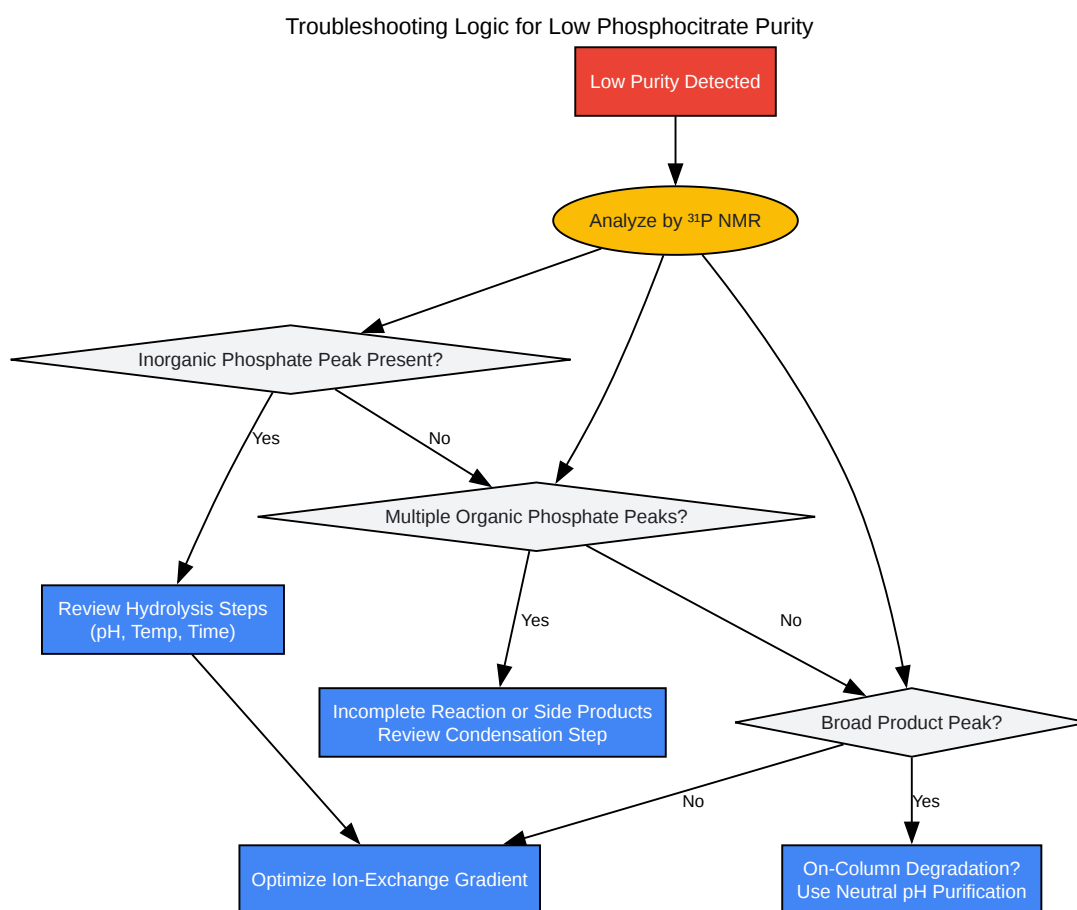 Troubleshooting Logic for Low Phosphocitrate Purity
Low Purity Detected
Analyze by ³¹P NMR
Inorganic Phosphate Peak Present?
Yes
No
Multiple Organic Phosphate Peaks?
Review Hydrolysis Steps
(pH, Temp, Time)
Yes
No
Incomplete Reaction or Side Products
Review Condensation Step
Broad Product Peak?
No
Yes
Optimize Ion-Exchange Gradient
On-Column Degradation?
Use Neutral pH Purification